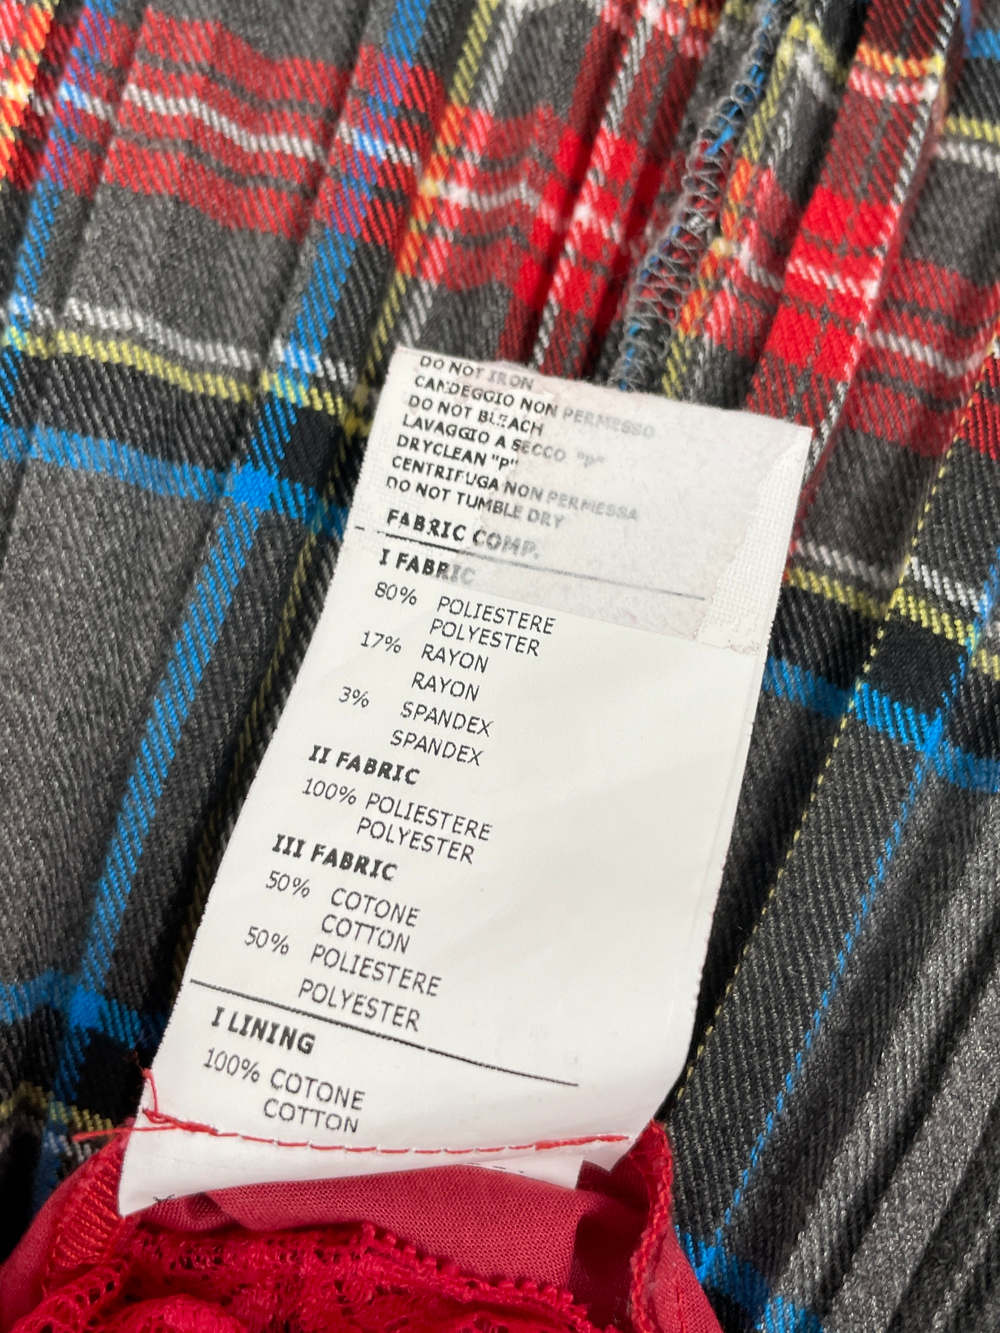 DO NOT IRON
CANDEGGIO NON PERMESSO
DO NOT BLEACH
LAVAGGIO A SECCO "P"
DRYCLEAN "P"
CENTRIFUGA NON PERMESSA
DO NOT TUMBLE DRY
FABRIC COMP.
I FABRIC
80% POLIESTERE
POLYESTER
17% RAYON
RAYON
3% SPANDEX
SPANDEX
II FABRIC
100% POLIESTERE
POLYESTER
III FABRIC
50% COTONE
COTTON
50% POLIESTERE
POLYESTER
I LINING
100% COTONE
COTTON